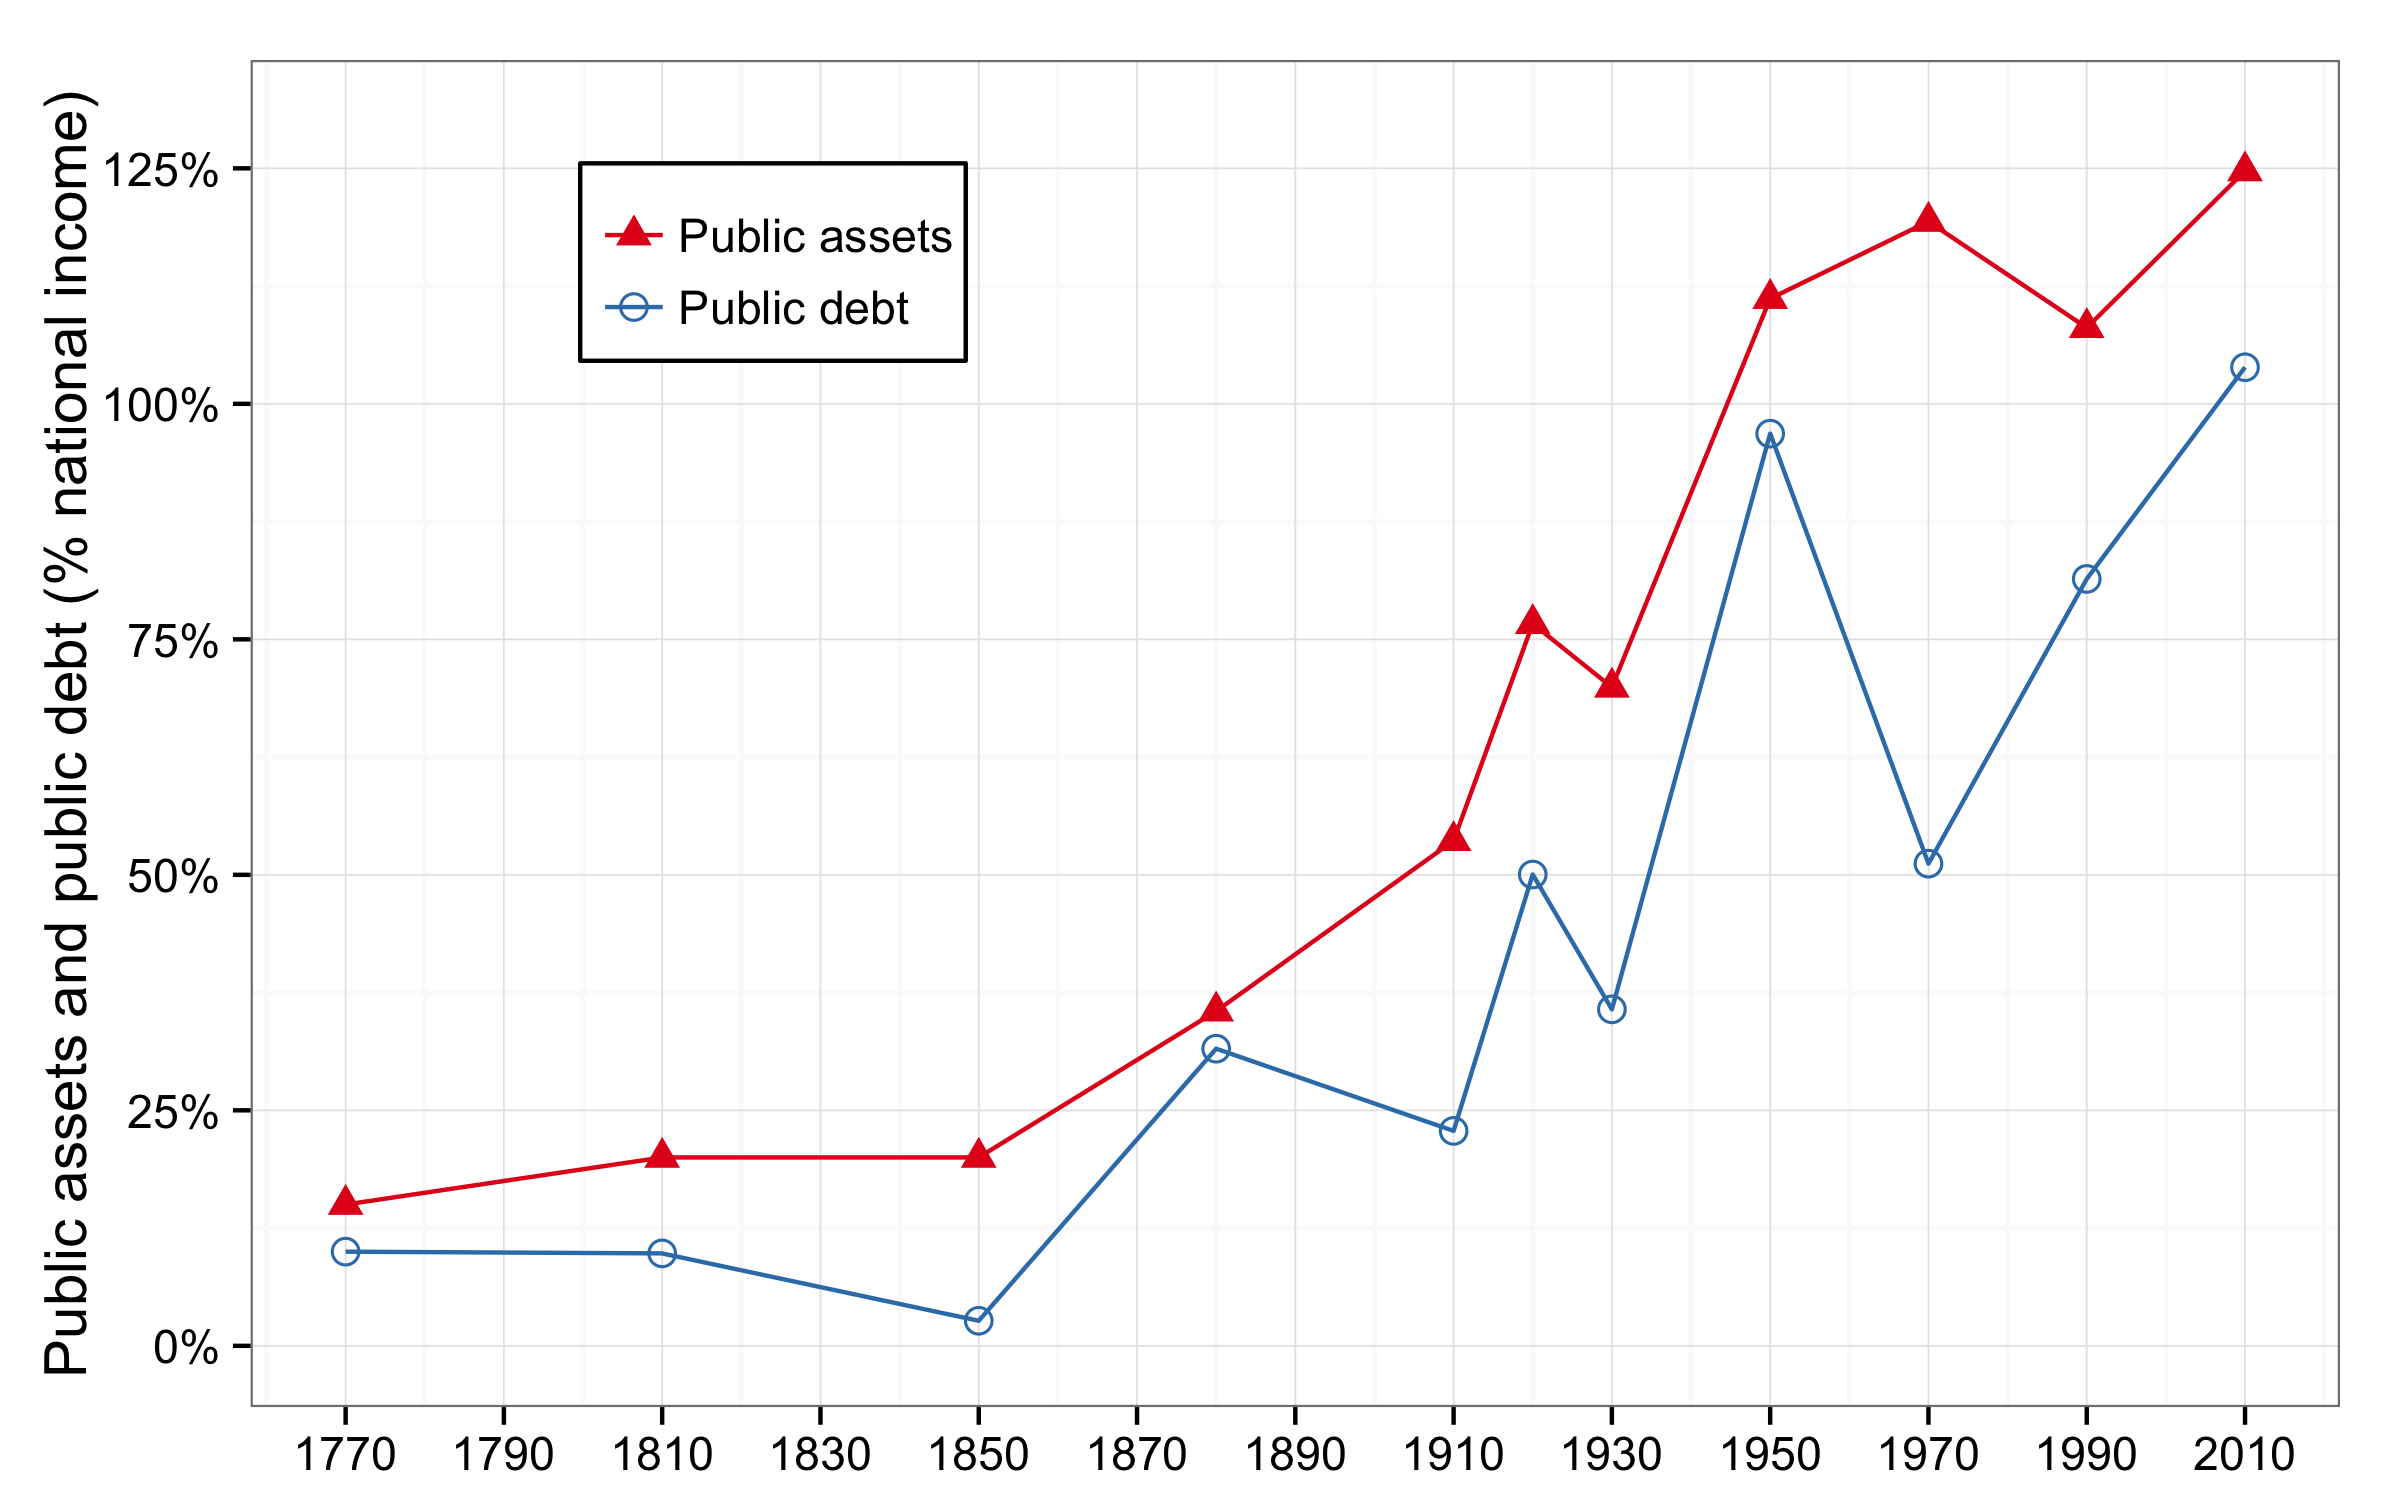 Public assets and public debt (% national income)
125%
100%
75%
50%
25%
0%
Public assets
Public debt
1770 1790 1810 1830 1850 1870 1890 1910 1930 1950 1970 1990 2010